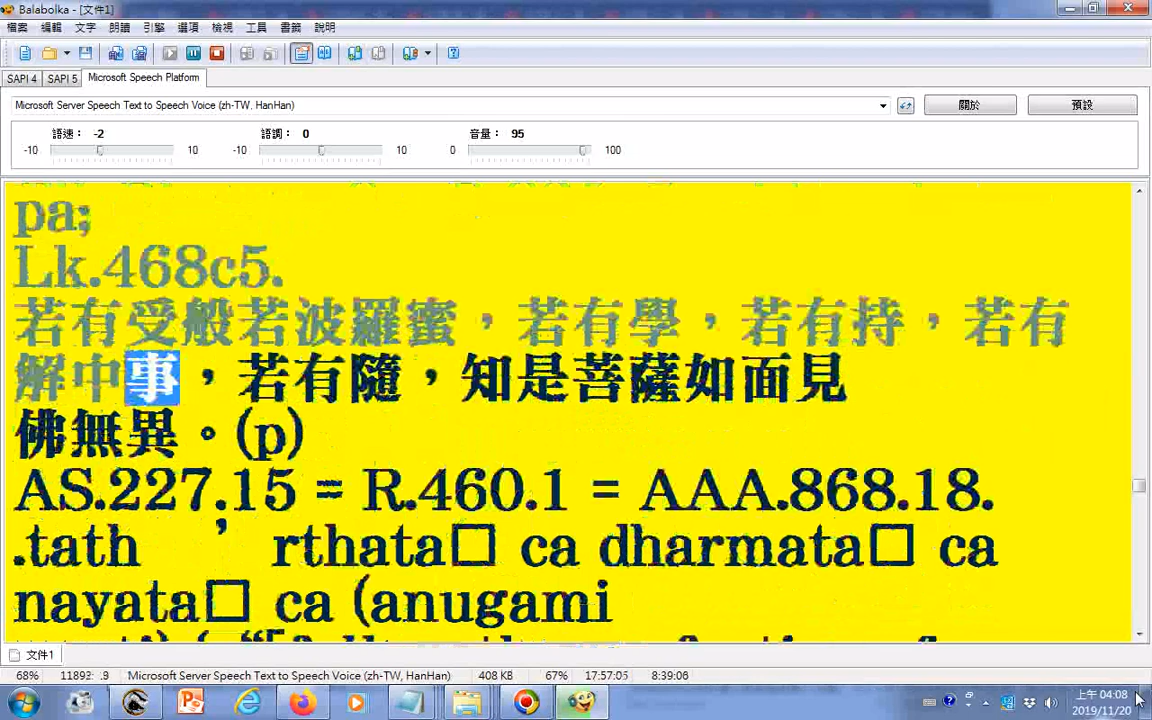 Balabolka - [文件1]
檔案 編輯 文字 朗讀 引擎 選項 檢視 工具 書籤 說明
SAPI 4 SAPI 5 Microsoft Speech Platform
Microsoft Server Speech Text to Speech Voice (zh-TW, HanHan) 關於 預設
語速： -2 語調： 0 音量： 95
-10 10 -10 10 0 100
pa;
Lk.468c5.
若有受般若波羅蜜，若有學，若有持，若有
解中事，若有隨，知是菩薩如面見
佛無異。(p)
AS.227.15 = R.460.1 = AAA.868.18.
.tath ’ rthata□ ca dharmata□ ca
nayata□ ca (anugami
文件1
68% 11892: .9 Microsoft Server Speech Text to Speech Voice (zh-TW, HanHan) 408 KB 67% 17:57:05 8:39:06
上午 04:08
2019/11/20